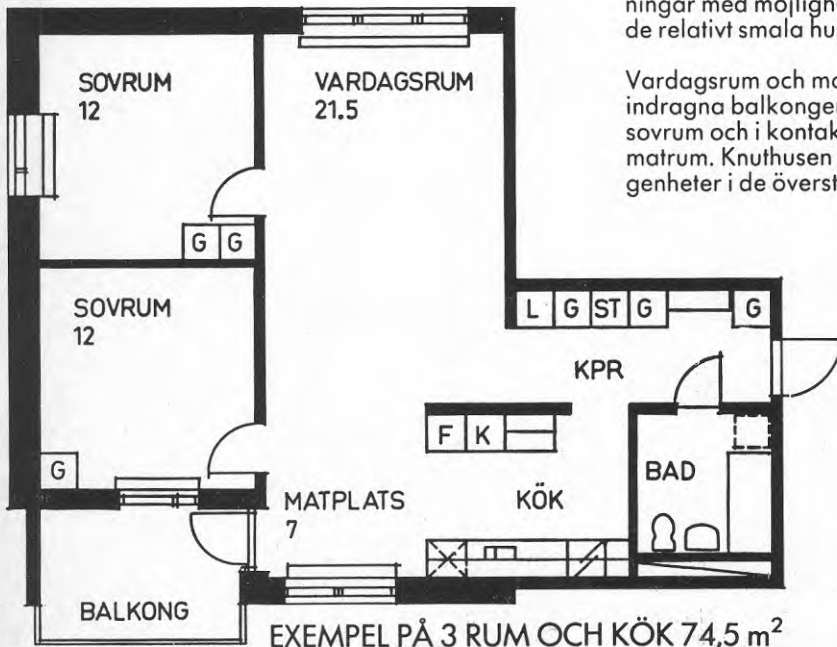 ningar med möjligh
de relativt smala hu
Vardagsrum och ma
indragna balkonger
sovrum och i kontak
matrum. Knuthusen
genheter i de överst
SOVRUM
12
VARDAGSRUM
21.5
G G
SOVRUM
12
L G ST G G
KPR
F K
G
BAD
MATPLATS
7
KÖK
BALKONG
EXEMPEL PÅ 3 RUM OCH KÖK 74,5 m²